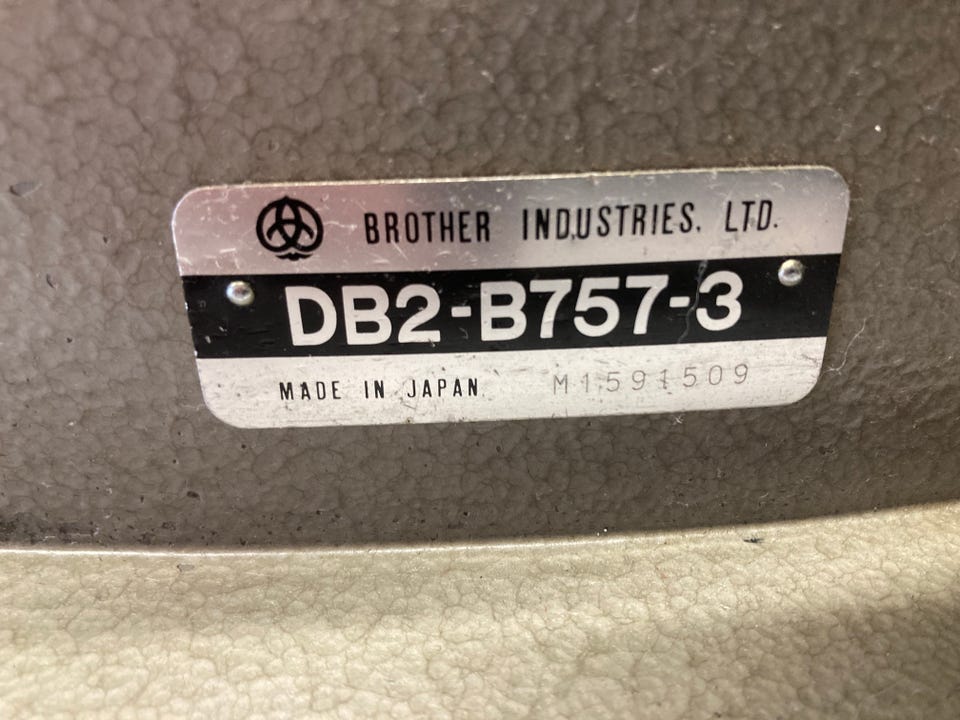 BROTHER INDUSTRIES, LTD.
DB2-B757-3
MADE IN JAPAN M1591509